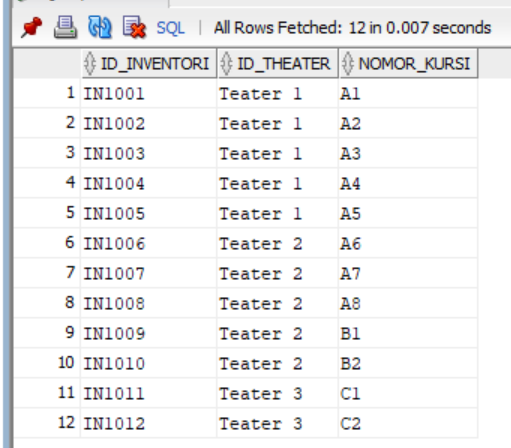 SQL | All Rows Fetched: 12 in 0.007 seconds
ID_INVENTORI ID_THEATER NOMOR_KURSI
1 IN1001 Teater 1 A1
2 IN1002 Teater 1 A2
3 IN1003 Teater 1 A3
4 IN1004 Teater 1 A4
5 IN1005 Teater 1 A5
6 IN1006 Teater 2 A6
7 IN1007 Teater 2 A7
8 IN1008 Teater 2 A8
9 IN1009 Teater 2 B1
10 IN1010 Teater 2 B2
11 IN1011 Teater 3 C1
12 IN1012 Teater 3 C2